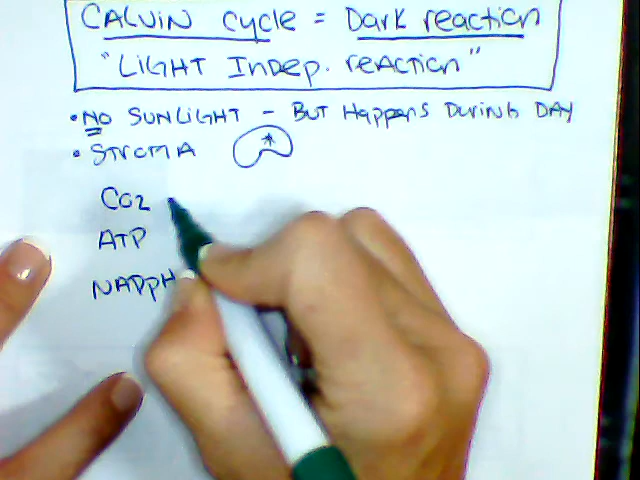 CALVIN cycle = Dark reaction
"LIGHT Indep. reaction"
• NO SUNLIGHT - BUT Happens During DAY
• Stroma
CO2
ATP
NADPH